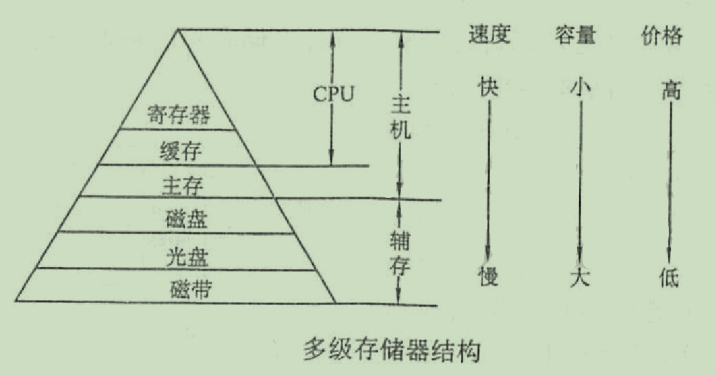 速度 容量 价格
快 小 高
CPU
主机
寄存器
缓存
主存
磁盘
辅存
光盘
磁带
慢 大 低
多级存储器结构